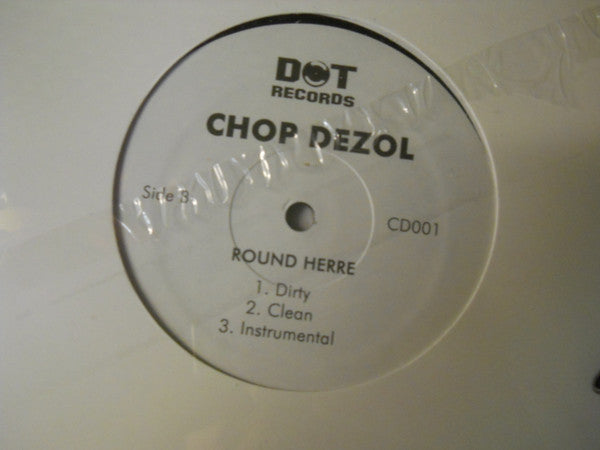 DOT
RECORDS
CHOP DEZOL
Side B
CD001
ROUND HERRE
1. Dirty
2. Clean
3. Instrumental